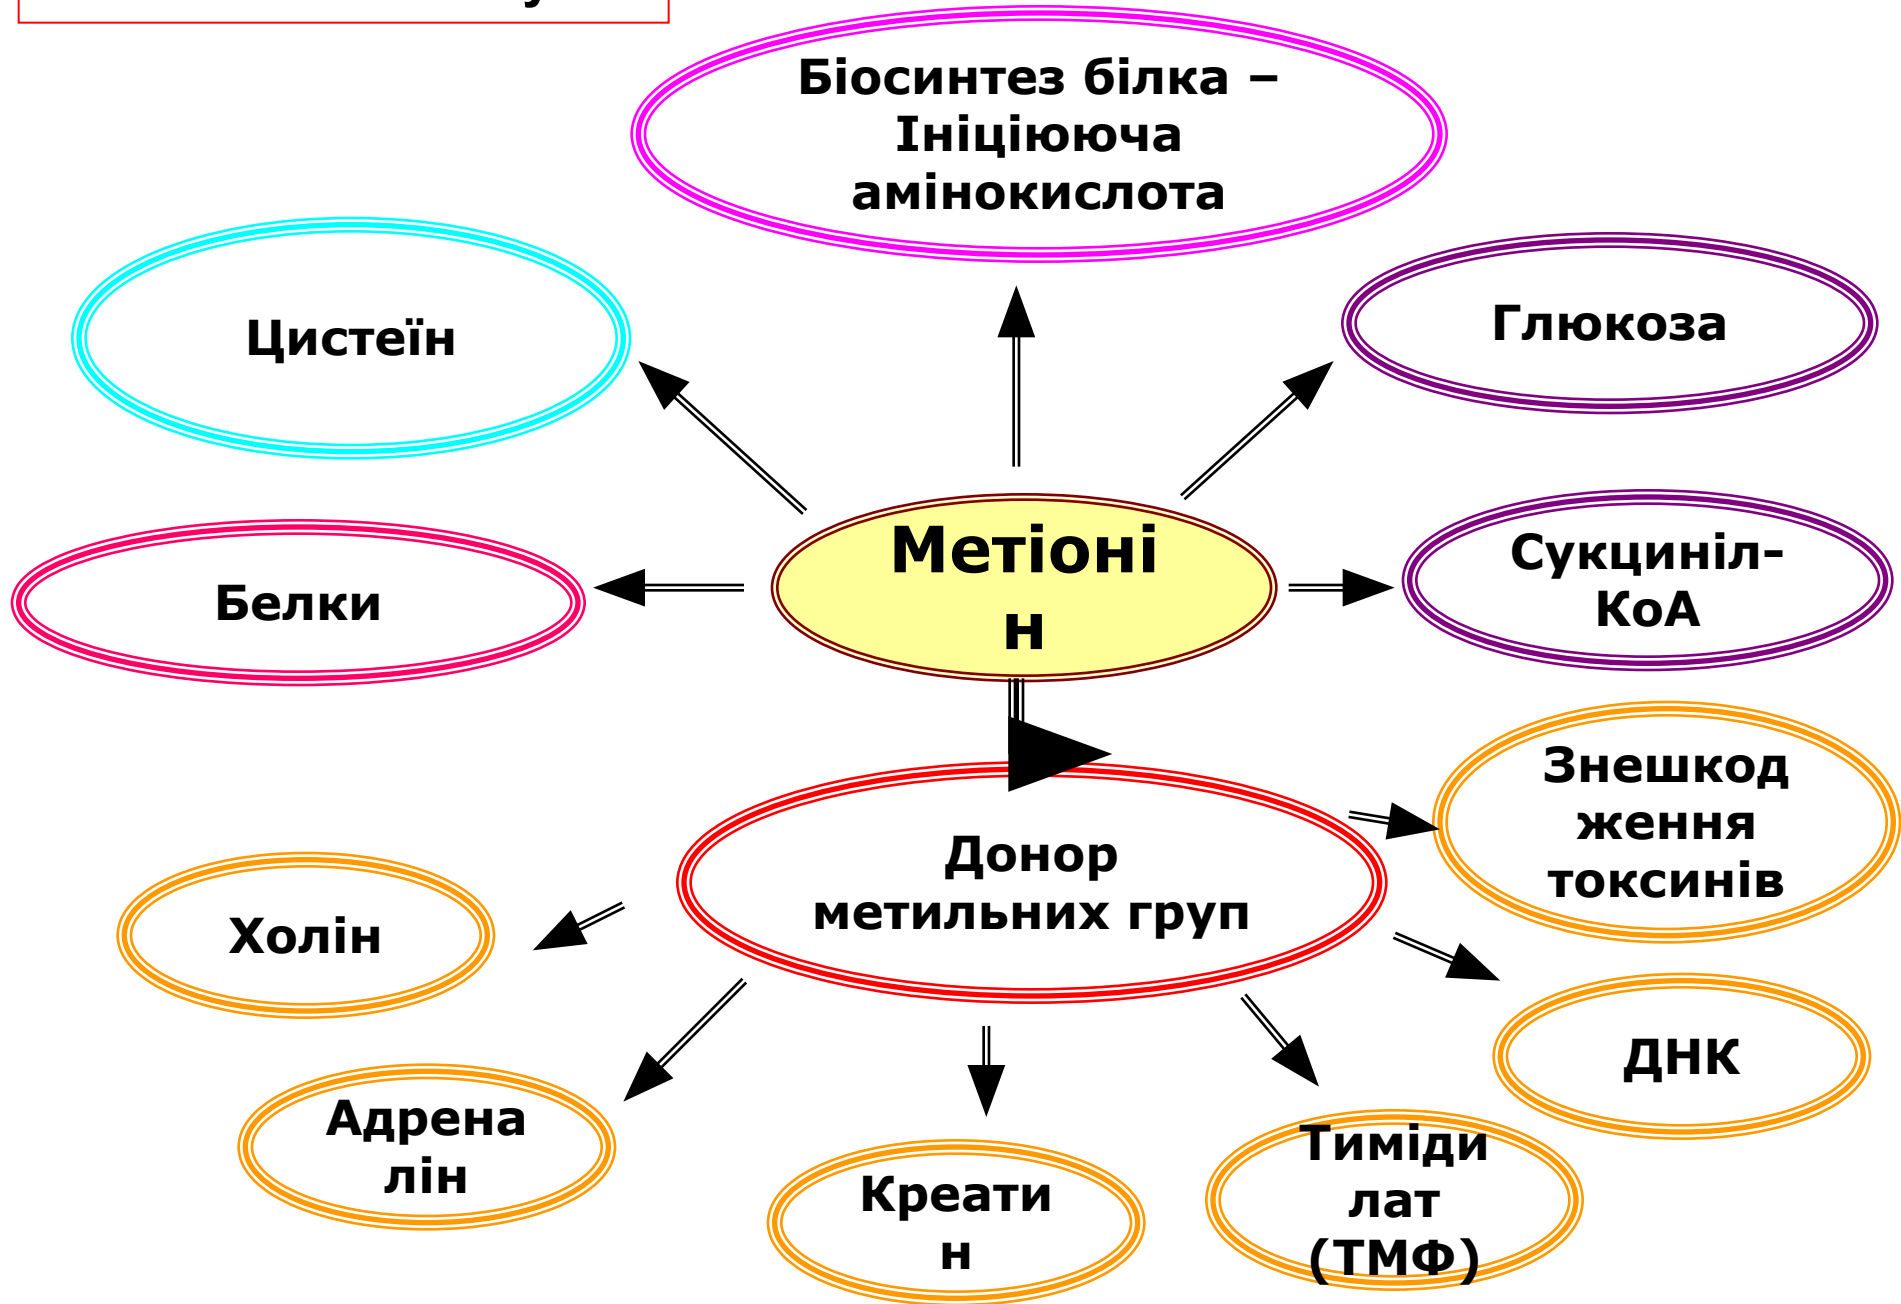 Біосинтез білка –
Ініціююча
амінокислота
Цистеїн
Глюкоза
Метіоні
н
Сукциніл–
КоА
Белки
Знешкод
ження
токсинів
Донор
метильних груп
Холін
ДНК
Адрена
лін
Креати
н
Тиміди
лат
(ТМФ)